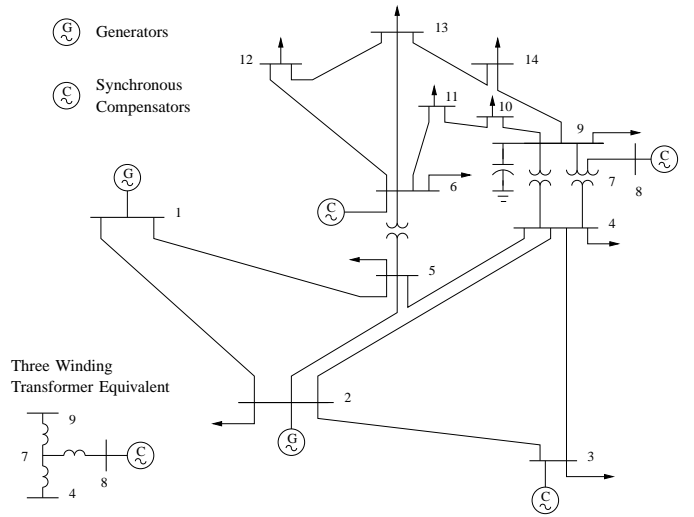 G
Generators
C
Synchronous
Compensators
13
12
14
11
10
9
C
8
7
G
1
C
6
4
5
2
G
3
C
Three Winding
Transformer Equivalent
9
7
C
8
4